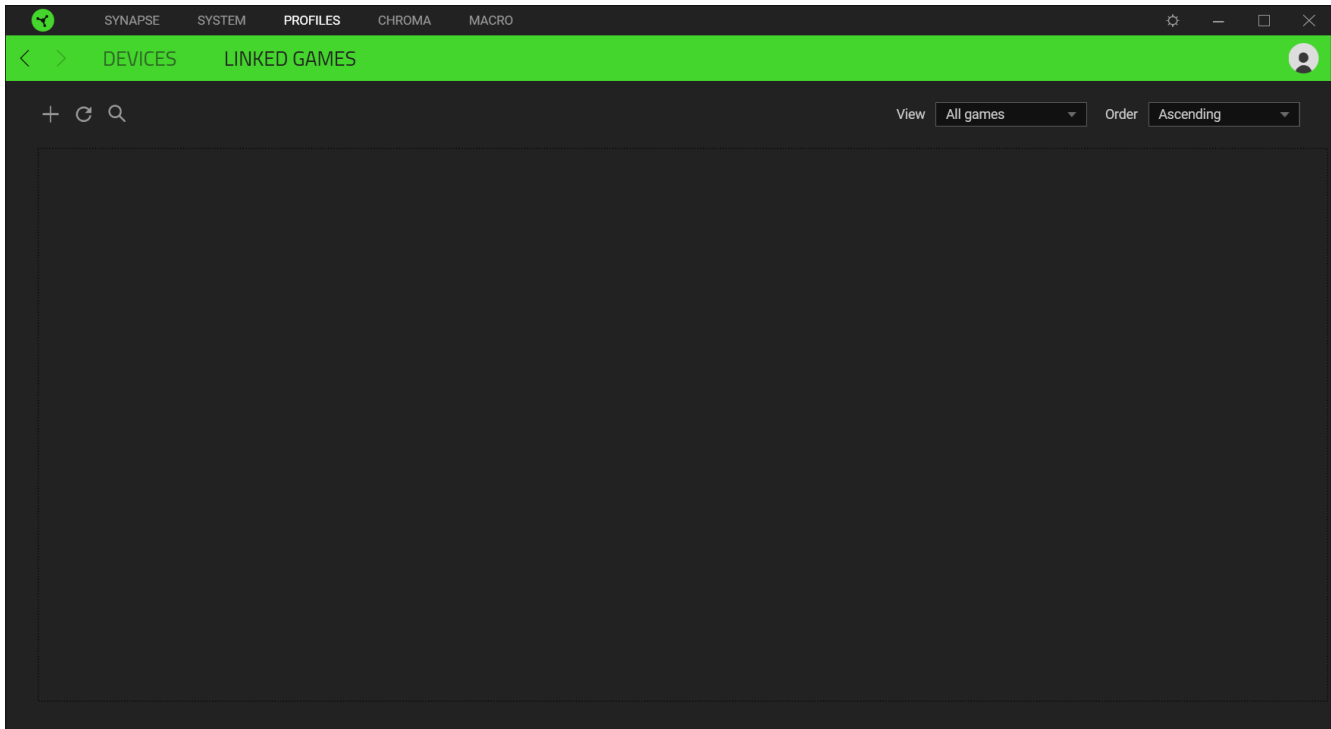 SYNAPSE SYSTEM PROFILES CHROMA MACRO
DEVICES LINKED GAMES
View All games Order Ascending